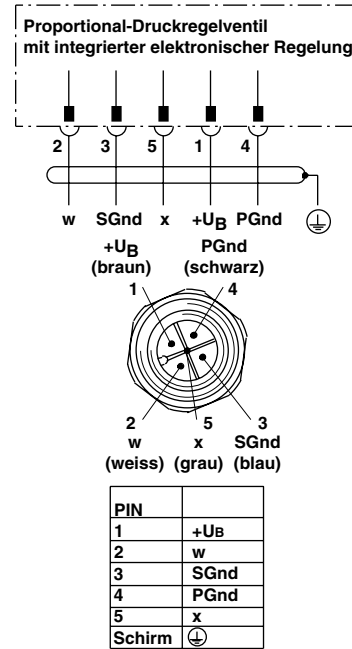 Proportional-Druckregelventil
mit integrierter elektronischer Regelung
2 3 5 1 4
w SGnd x +UB PGnd
+UB PGnd
(braun) (schwarz)
1 4
2 5 3
w x SGnd
(weiss) (grau) (blau)
PIN
1 +UB
2 w
3 SGnd
4 PGnd
5 x
Schirm